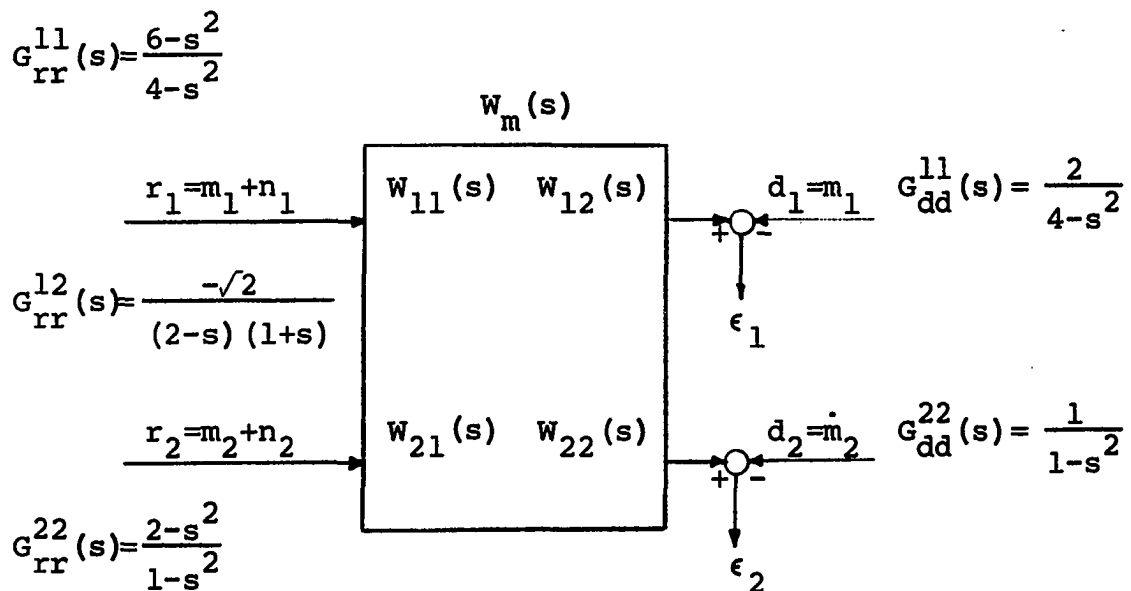 G_rr^11(s)=(6-s^2)/(4-s^2)
W_m(s)
r_1=m_1+n_1
W_11(s) W_12(s)
d_1=m_1
G_dd^11(s)= 2/(4-s^2)
+ -
G_rr^12(s)=-√2/((2-s)(1+s))
ϵ_1
r_2=m_2+n_2
W_21(s) W_22(s)
d_2=ṁ_2
G_dd^22(s)= 1/(1-s^2)
+ -
G_rr^22(s)=(2-s^2)/(1-s^2)
ϵ_2